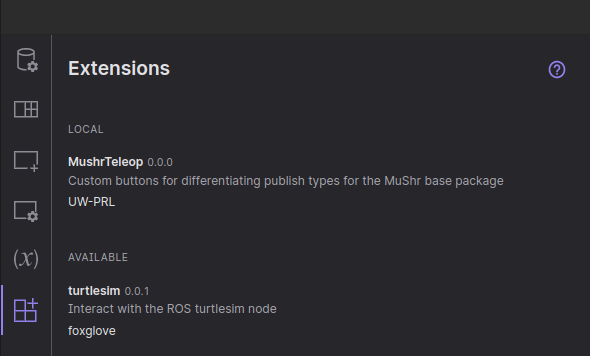 Extensions
LOCAL
MushrTeleop 0.0.0
Custom buttons for differentiating publish types for the MuShr base package
UW-PRL
(x)
AVAILABLE
turtlesim 0.0.1
Interact with the ROS turtlesim node
foxglove